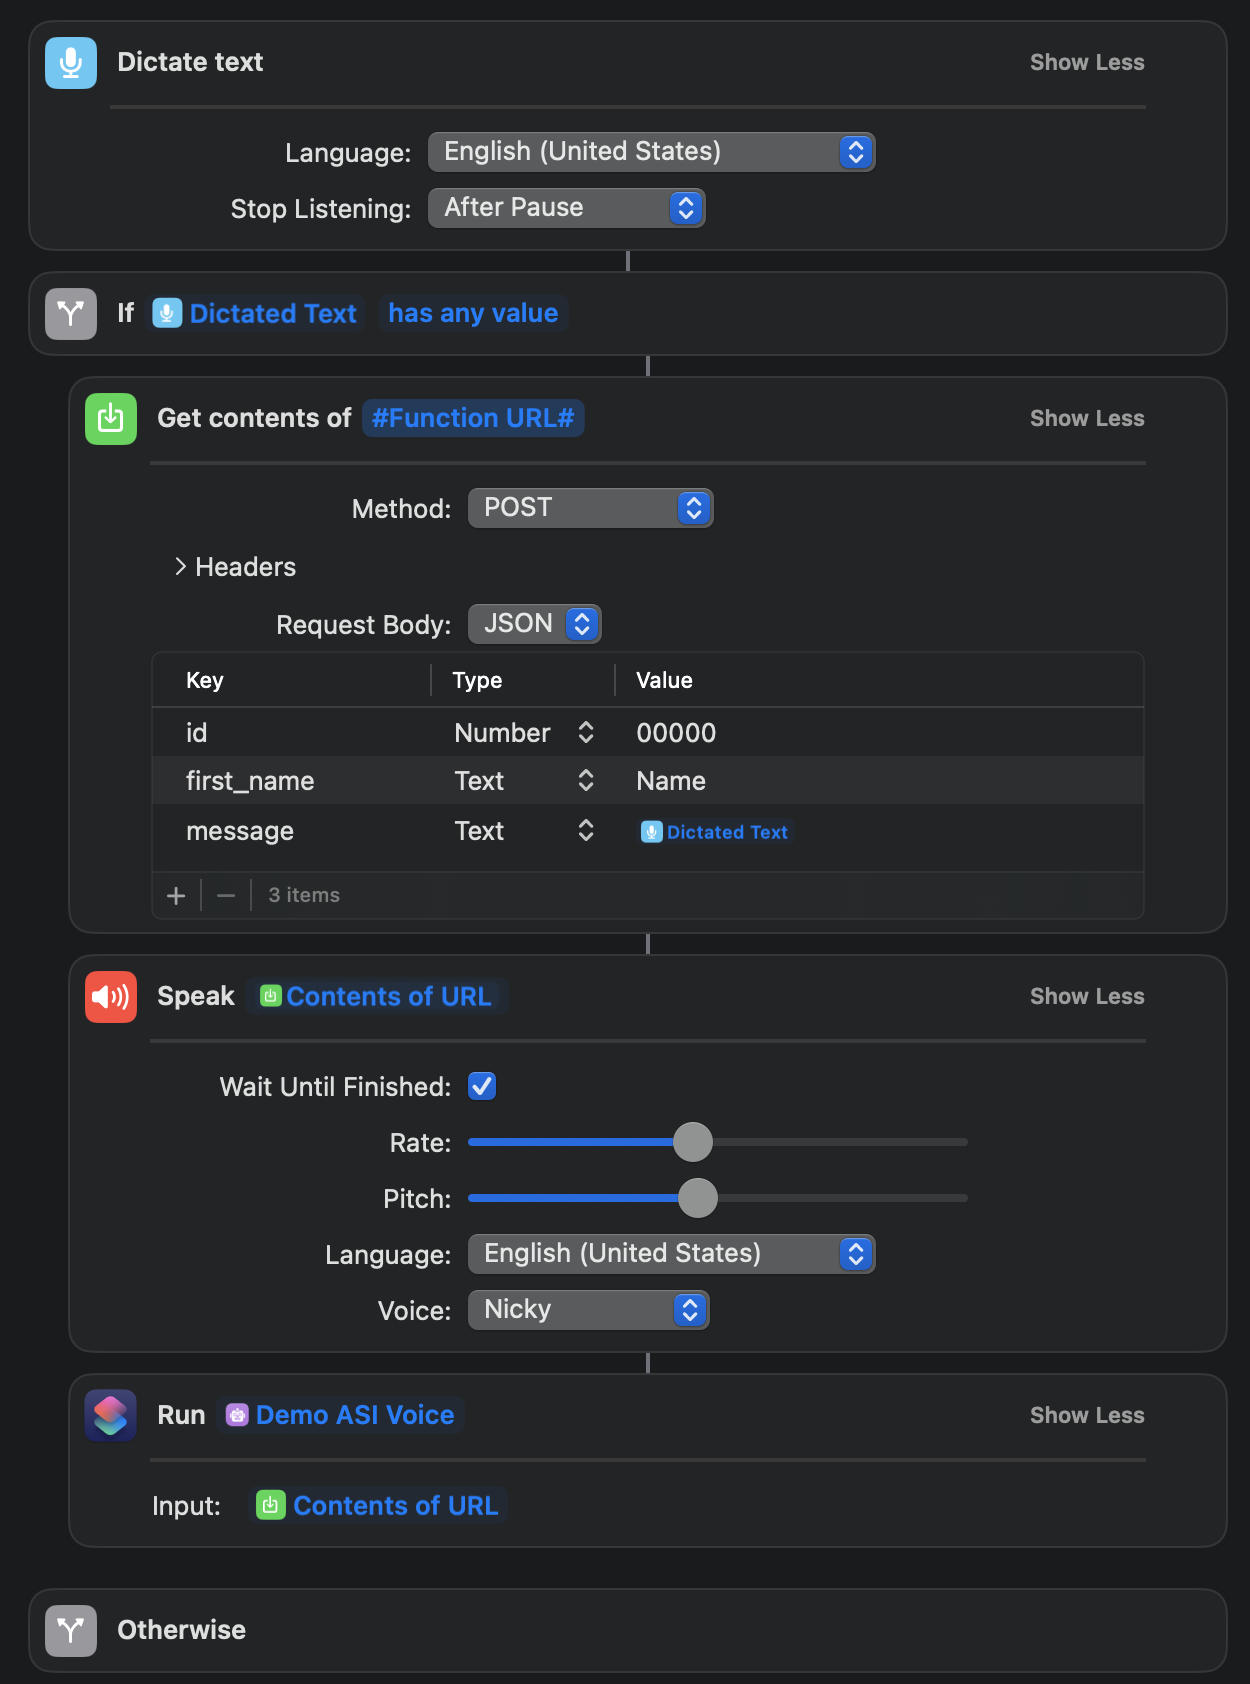 Dictate text Show Less
Language: English (United States)
Stop Listening: After Pause
If Dictated Text has any value
Get contents of #Function URL# Show Less
Method: POST
Headers
Request Body: JSON
Key Type Value
id Number 00000
first_name Text Name
message Text Dictated Text
+ − 3 items
Speak Contents of URL Show Less
Wait Until Finished:
Rate:
Pitch:
Language: English (United States)
Voice: Nicky
Run Demo ASI Voice Show Less
Input: Contents of URL
Otherwise